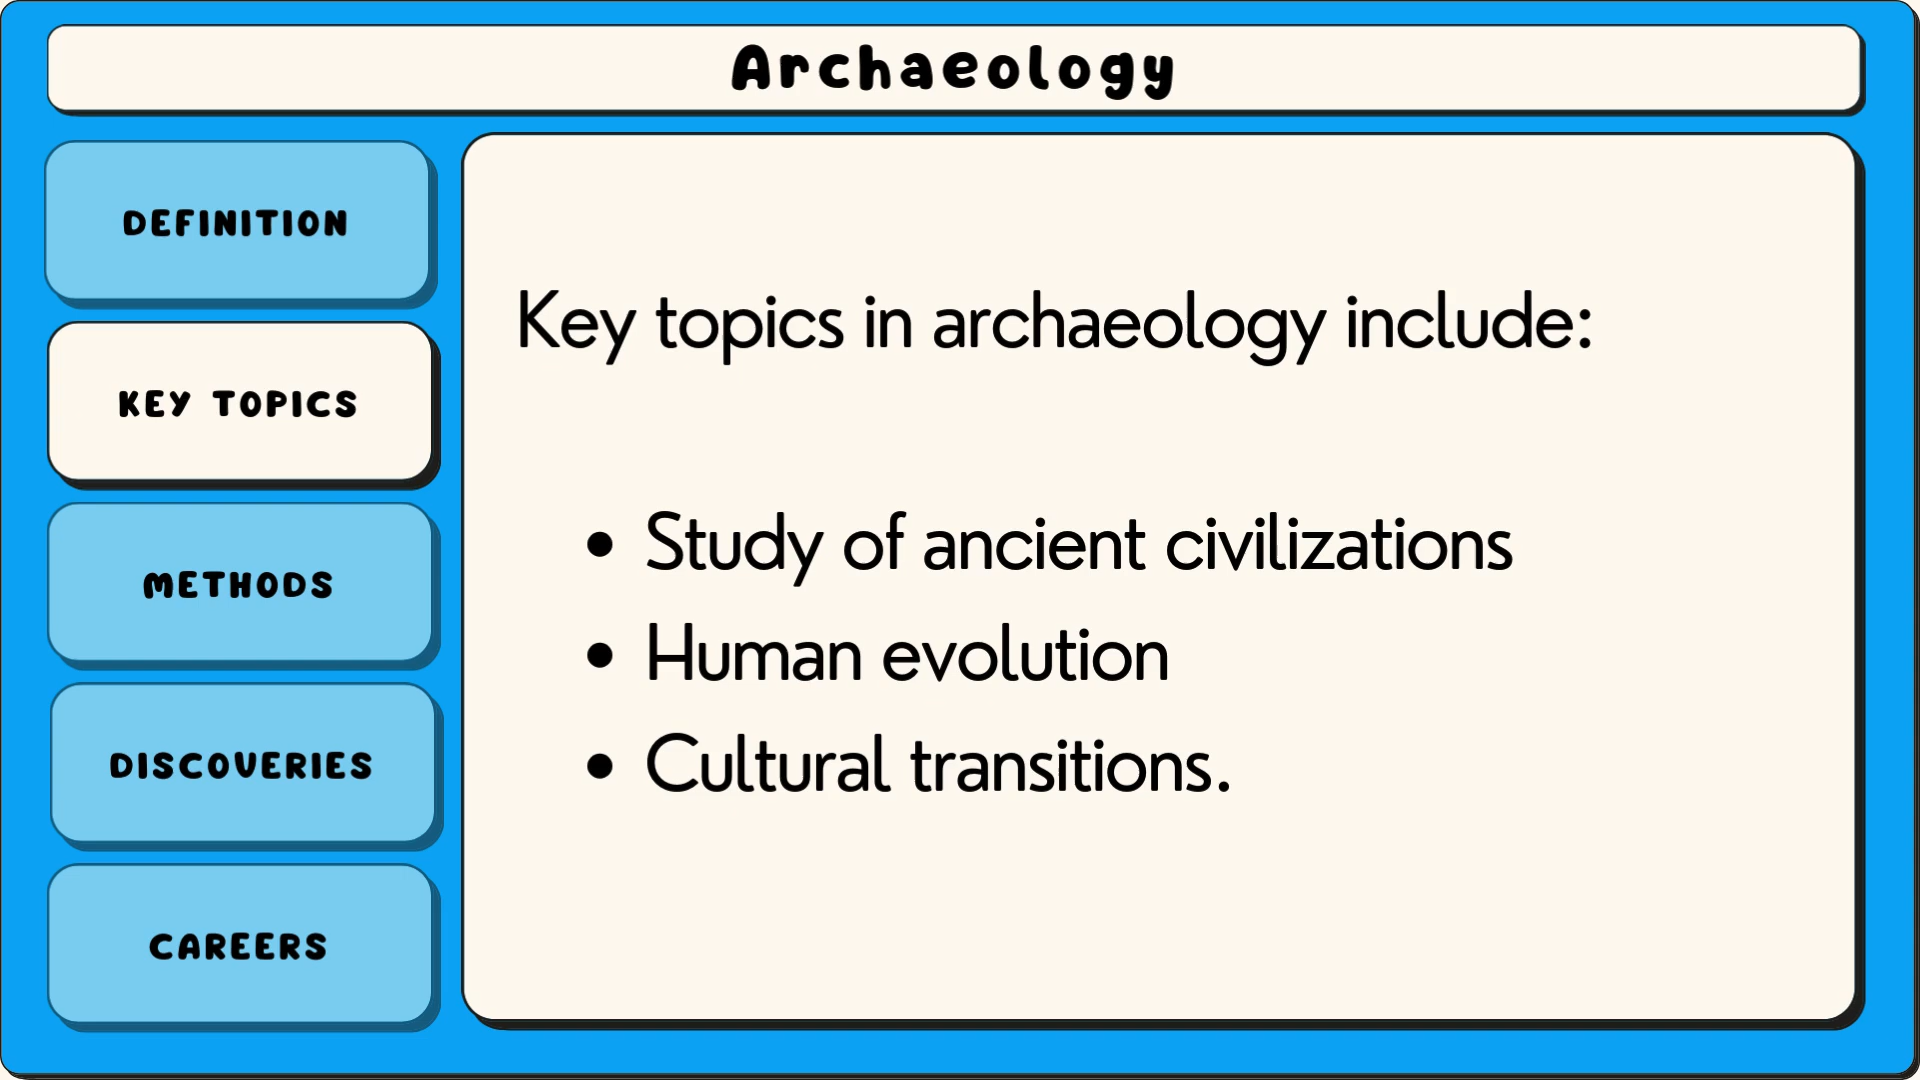 Archaeology
DEFINITION
KEY TOPICS
METHODS
DISCOVERIES
CAREERS
Key topics in archaeology include:
• Study of ancient civilizations
• Human evolution
• Cultural transitions.